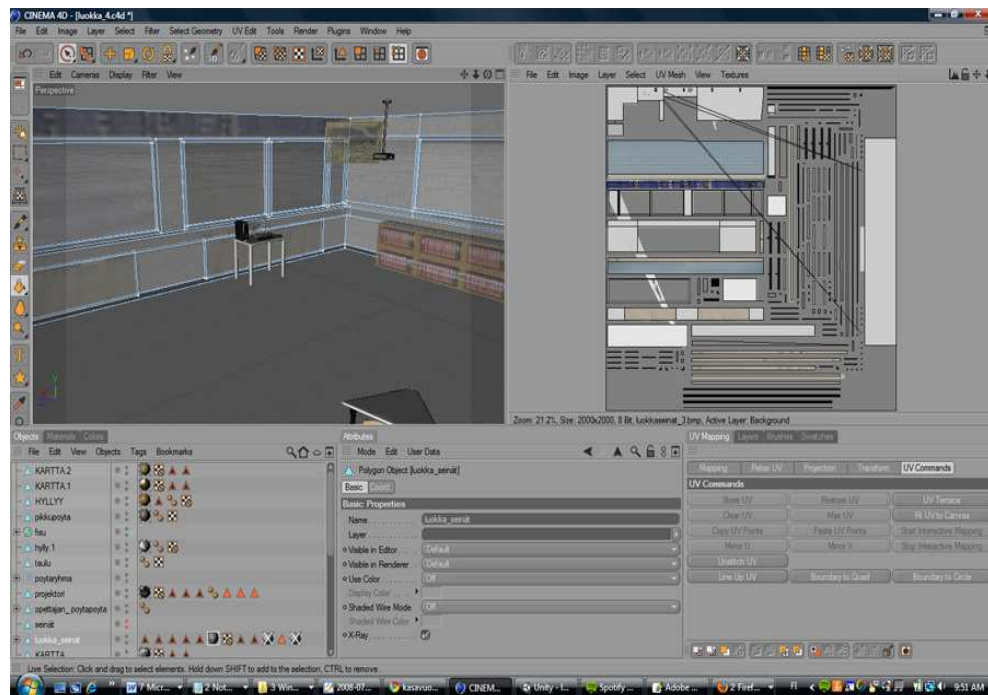 CINEMA 4D - [luokka_4.c4d *]
File Edit Image Layer Select Filter Select Geometry UV Edit Tools Render Plugins Window Help
Edit Cameras Display Filter View
File Edit Image Layer Select UV Mesh View Textures
Perspective
Zoom: 21.2%, Size: 2000x2000, 8 Bit, luokkaseinat_3.bmp, Active Layer: Background
Objects Materials Colors
File Edit View Objects Tags Bookmarks
KARTTA.2
KARTTA.1
HYLLYY
pikkupoyta
hylly.1
taulu
poytaryhma
projektori
opettajan_poytapoyta
seinät
luokka_seinät
KARTTA
Attributes
Mode Edit User Data
Polygon Object [luokka_seinät]
Basic Coord.
Basic Properties
Name luokka_seinät
Layer
Visible in Editor Default
Visible in Renderer Default
Use Color Off
Display Color
Shaded Wire Mode Off
Shaded Wire Color
X-Ray
UV Mapping Layers Brushes Swatches
Mapping Relax UV Projection Transform UV Commands
UV Commands
Store UV Restore UV UV Terrace
Clear UV Max UV Fit UV to Canvas
Copy UV Points Paste UV Points Start Interactive Mapping
Mirror U Mirror V Stop Interactive Mapping
Unstitch UV
Line Up UV Boundary to Quad Boundary to Circle
Live Selection: Click and drag to select elements. Hold down SHIFT to add to the selection, CTRL to remove.
7 Micr... 2 Not... 3 Win... 2008-07... kasavuo... CINEM... Unity - L... Spotify ... Adobe ... 2 Firef... FI 9:51 AM